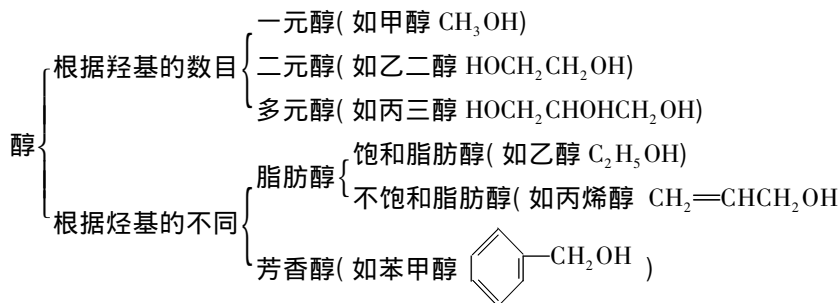 一元醇(如甲醇 CH₃OH)
根据羟基的数目
二元醇(如乙二醇 HOCH₂CH₂OH)
多元醇(如丙三醇 HOCH₂CHOHCH₂OH)
醇
饱和脂肪醇(如乙醇 C₂H₅OH)
脂肪醇
不饱和脂肪醇(如丙烯醇 CH₂=CHCH₂OH
根据烃基的不同
芳香醇(如苯甲醇 —CH₂OH )